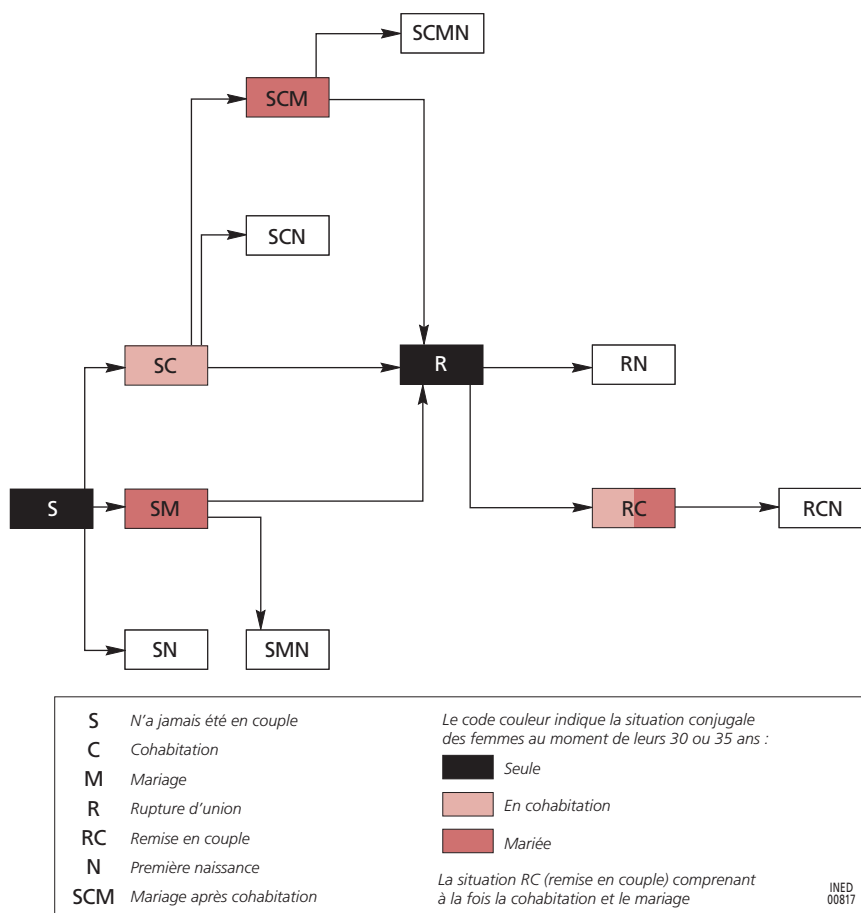 SCMN
SCM
SCN
SC
R
RN
S
SM
RC
RCN
SN
SMN
S N'a jamais été en couple
C Cohabitation
M Mariage
R Rupture d'union
RC Remise en couple
N Première naissance
SCM Mariage après cohabitation
Le code couleur indique la situation conjugale
des femmes au moment de leurs 30 ou 35 ans :
Seule
En cohabitation
Mariée
La situation RC (remise en couple) comprenant
à la fois la cohabitation et le mariage
INED
00817